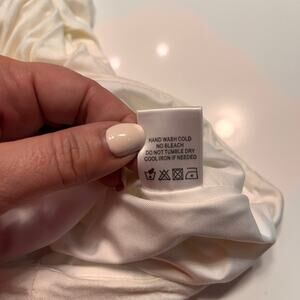 HAND WASH COLD
NO BLEACH
DO NOT TUMBLE DRY
COOL IRON IF NEEDED